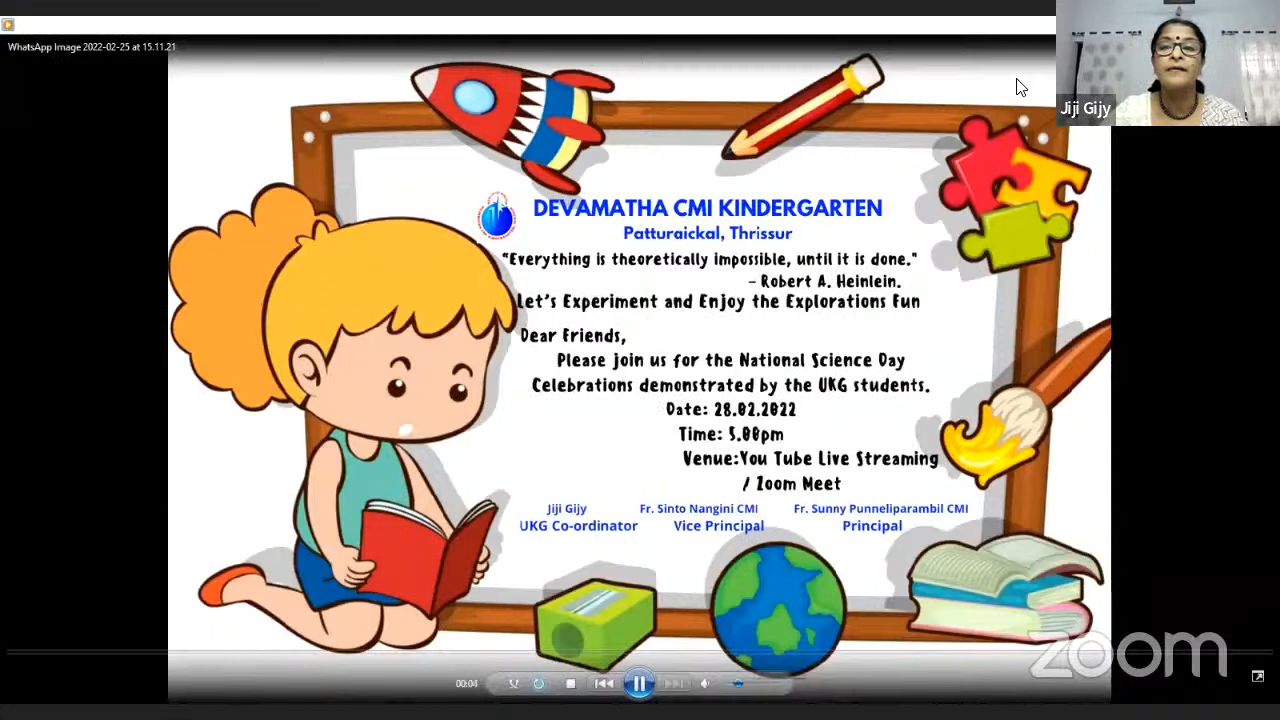 WhatsApp Image 2022-02-25 at 15.11.21
Jiji Gijy
DEVAMATHA CMI KINDERGARTEN
Patturaickal, Thrissur
"Everything is theoretically impossible, until it is done."
- Robert A. Heinlein.
Let's Experiment and Enjoy the Explorations Fun
Dear Friends,
Please join us for the National Science Day
Celebrations demonstrated by the UKG students.
Date: 28.02.2022
Time: 5.00pm
Venue:You Tube Live Streaming
/ Zoom Meet
Jiji Gijy Fr. Sinto Nangini CMI Fr. Sunny Punneliparambil CMI
UKG Co-ordinator Vice Principal Principal
zoom
00:04